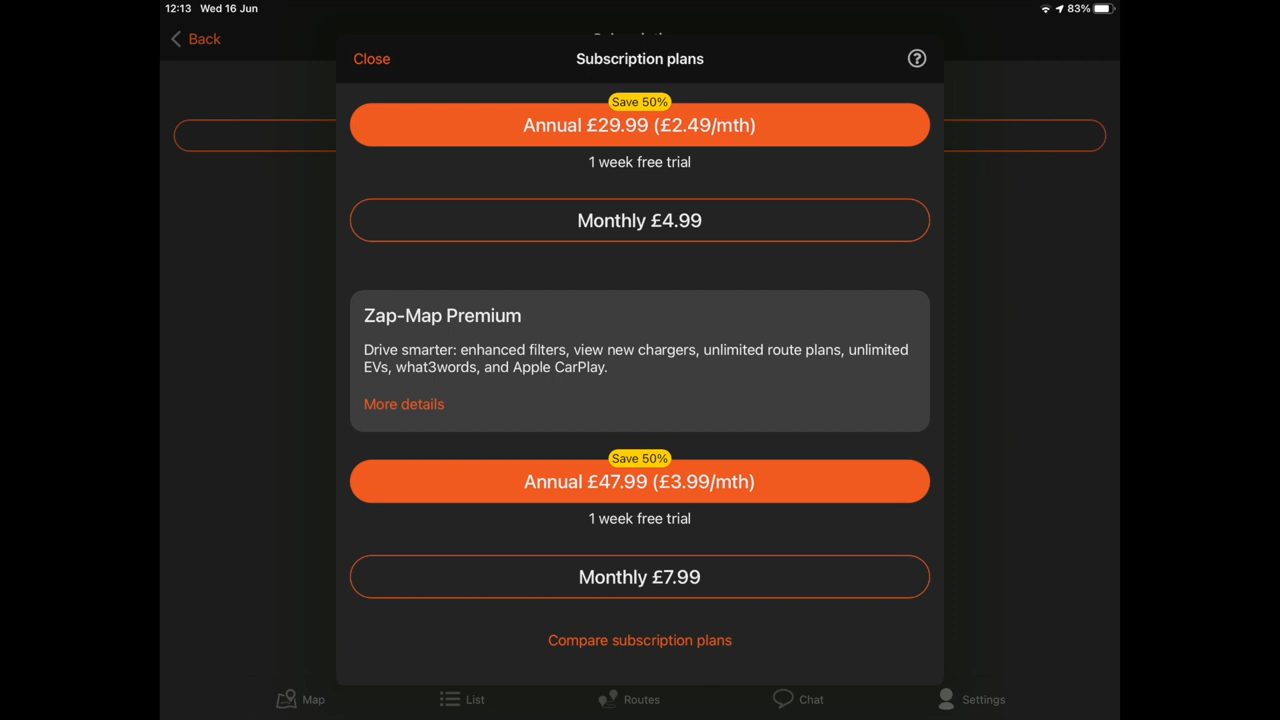 12:13 Wed 16 Jun
83%
Back
Close
Subscription plans
Save 50%
Annual £29.99 (£2.49/mth)
1 week free trial
Monthly £4.99
Zap-Map Premium
Drive smarter: enhanced filters, view new chargers, unlimited route plans, unlimited
EVs, what3words, and Apple CarPlay.
More details
Save 50%
Annual £47.99 (£3.99/mth)
1 week free trial
Monthly £7.99
Compare subscription plans
Map
List
Routes
Chat
Settings